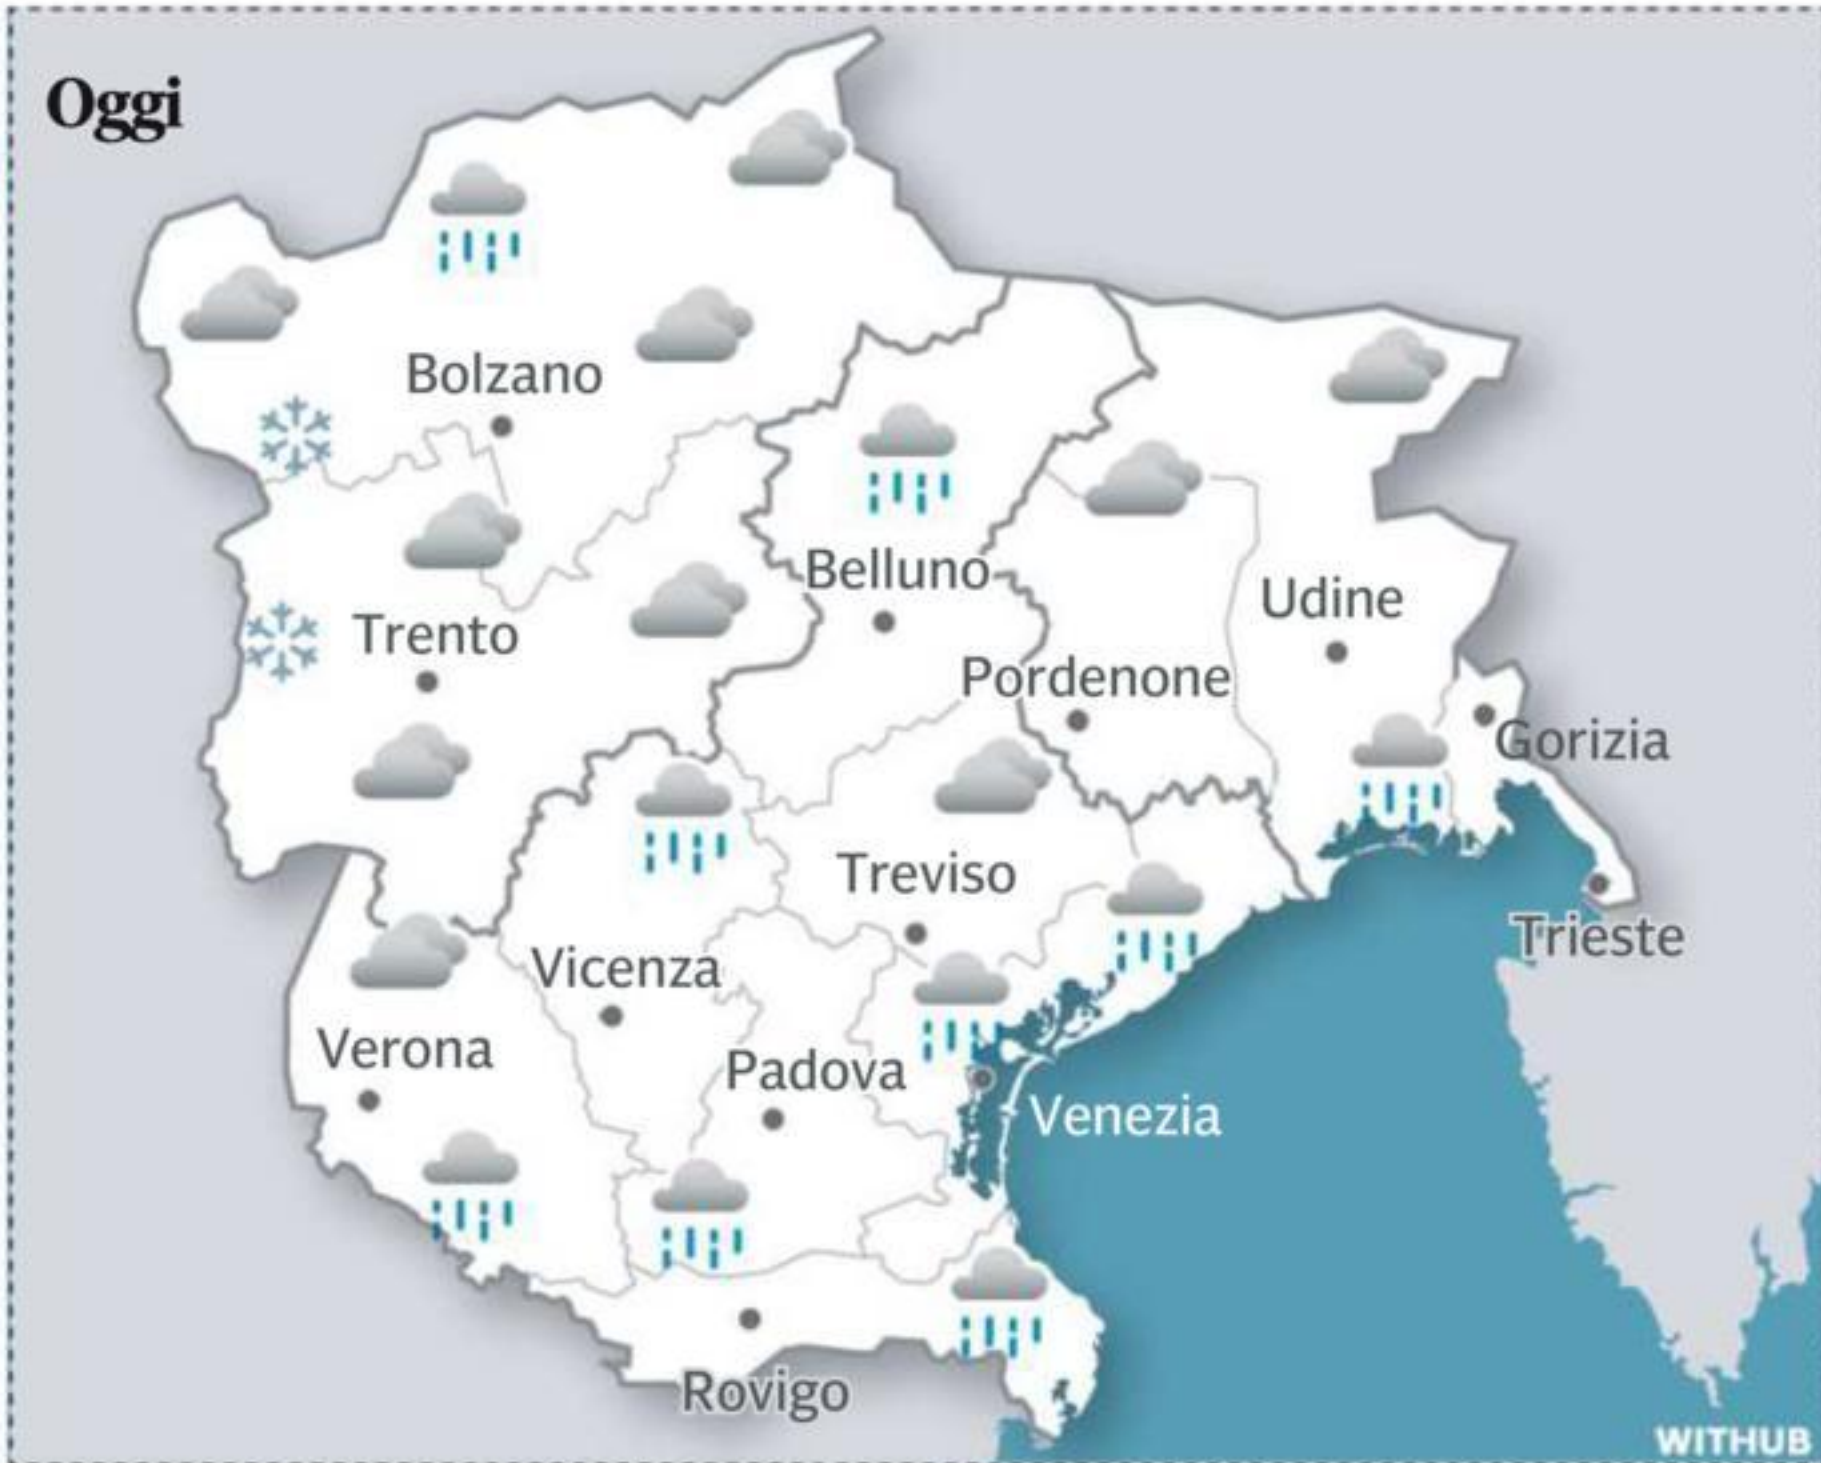 Oggi
Bolzano
Belluno
Udine
Trento
Pordenone
Gorizia
Treviso
Trieste
Vicenza
Verona
Padova
Venezia
Rovigo
WITHUB